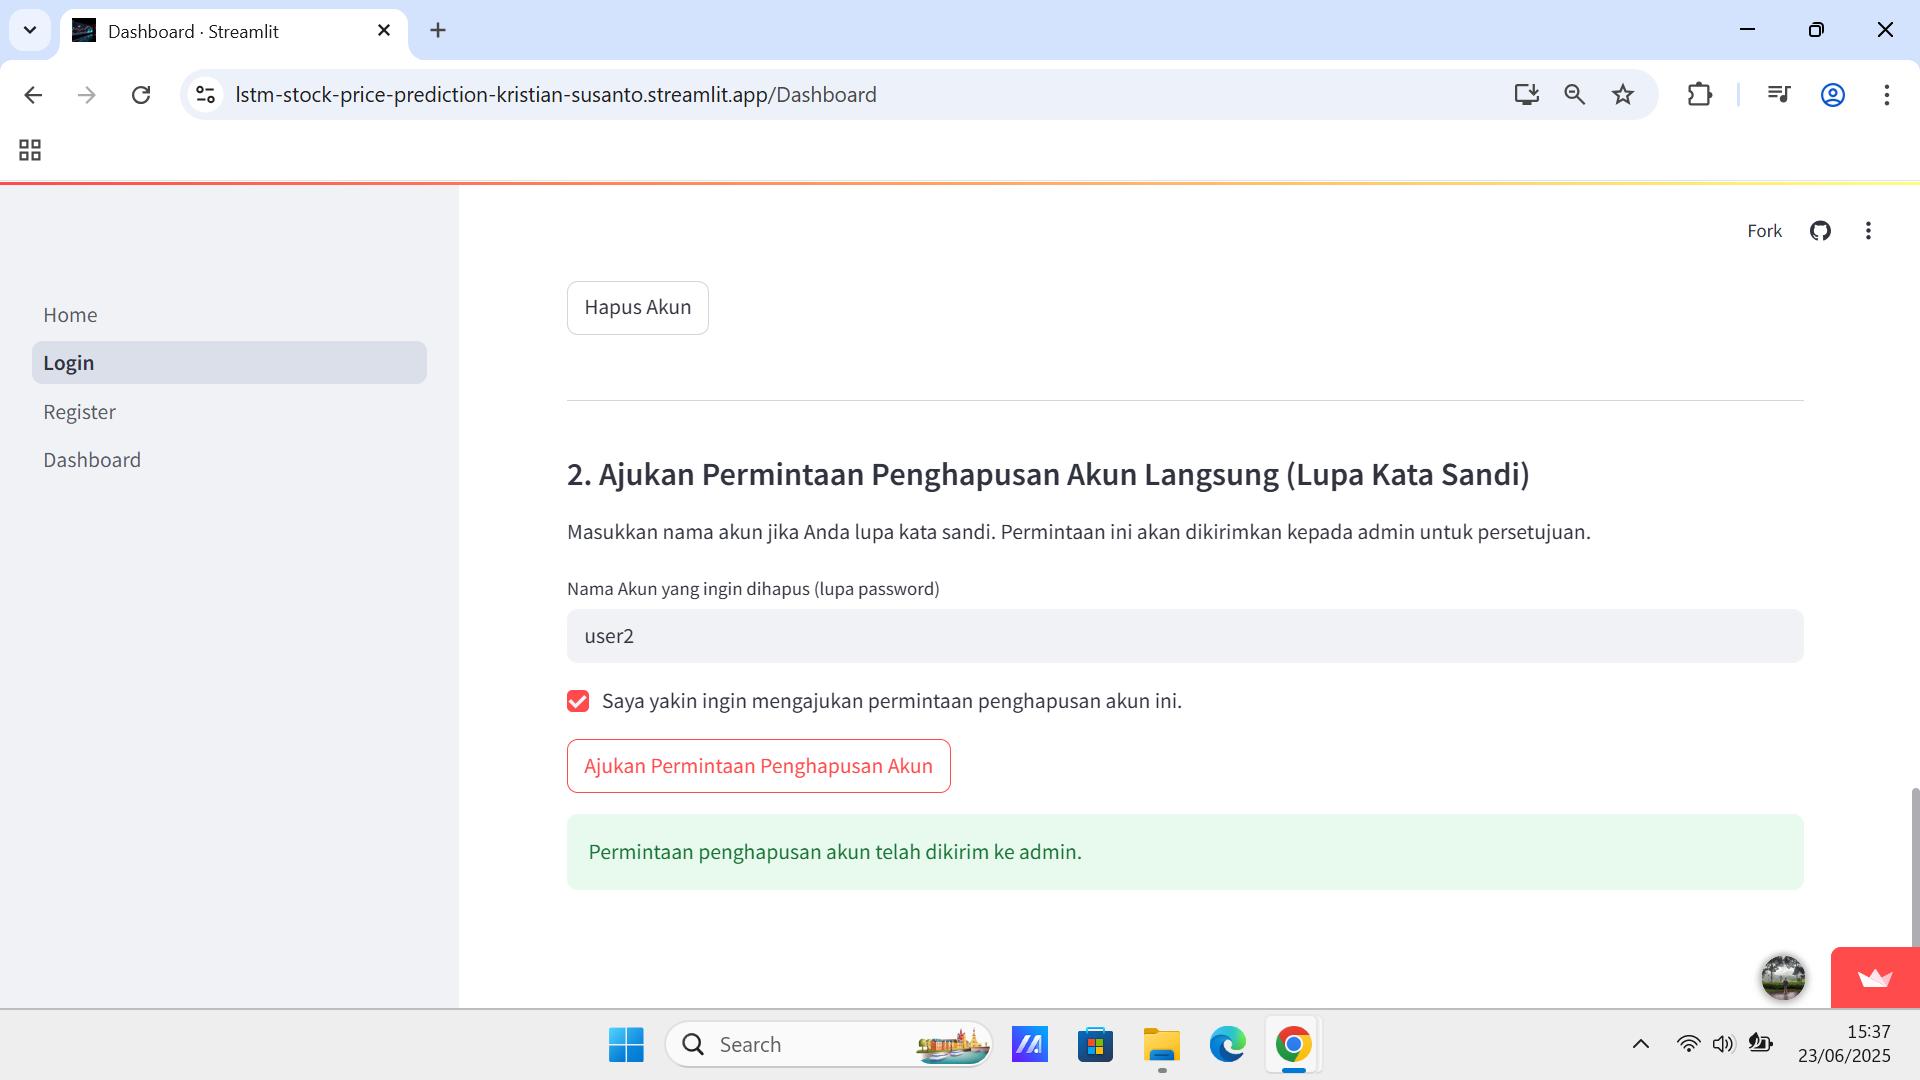 Dashboard · Streamlit
lstm-stock-price-prediction-kristian-susanto.streamlit.app/Dashboard
Fork
Home
Login
Register
Dashboard
Hapus Akun
2. Ajukan Permintaan Penghapusan Akun Langsung (Lupa Kata Sandi)
Masukkan nama akun jika Anda lupa kata sandi. Permintaan ini akan dikirimkan kepada admin untuk persetujuan.
Nama Akun yang ingin dihapus (lupa password)
user2
Saya yakin ingin mengajukan permintaan penghapusan akun ini.
Ajukan Permintaan Penghapusan Akun
Permintaan penghapusan akun telah dikirim ke admin.
Search
15:37
23/06/2025